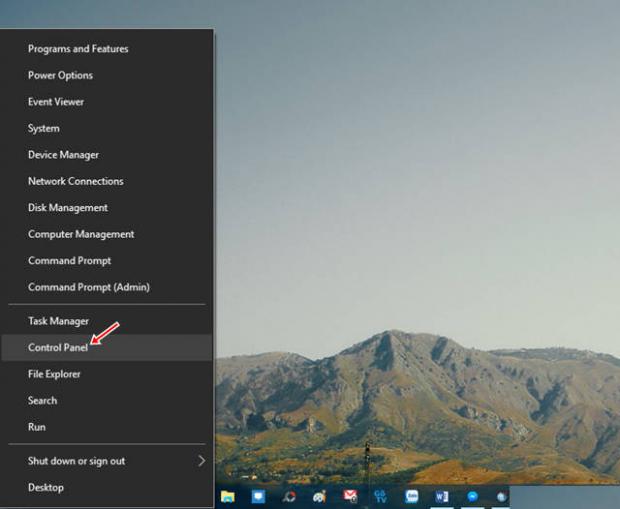 Programs and Features
Power Options
Event Viewer
System
Device Manager
Network Connections
Disk Management
Computer Management
Command Prompt
Command Prompt (Admin)
Task Manager
Control Panel
File Explorer
Search
Run
Shut down or sign out
Desktop